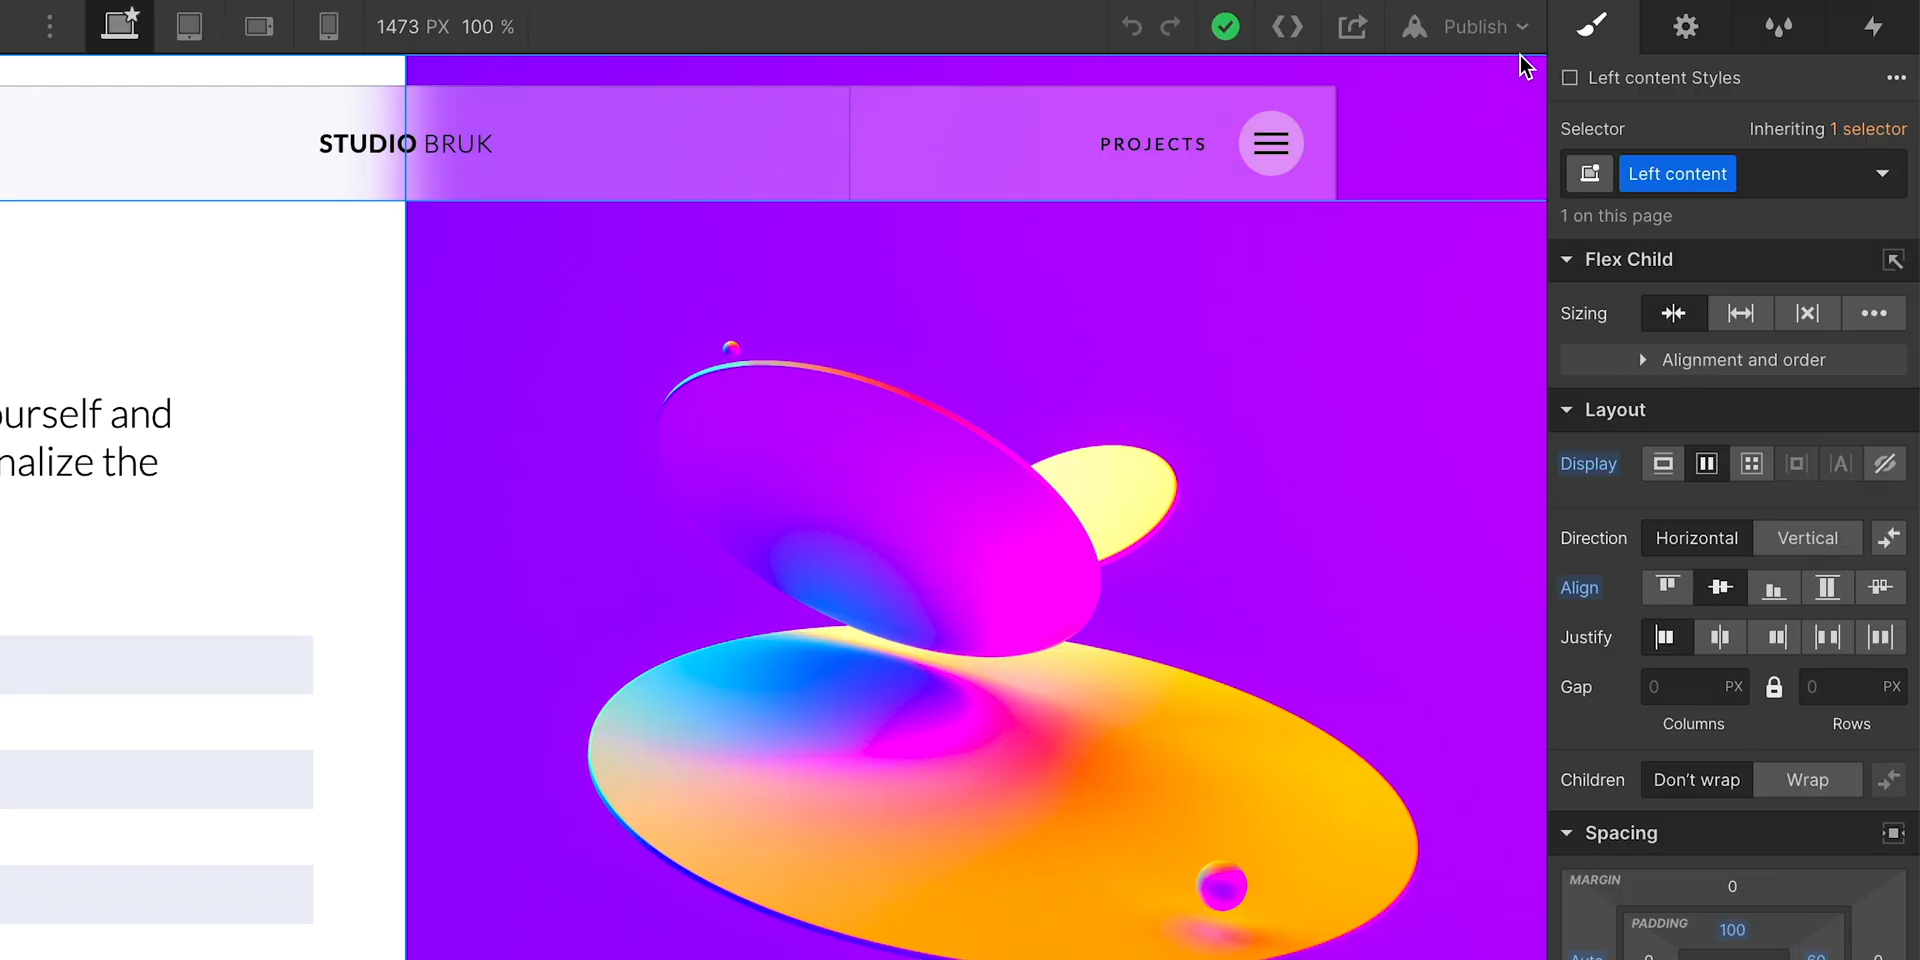 1473 PX 100 %
Publish
STUDIO BRUK
PROJECTS
ourself and
nalize the
Left content Styles
Selector
Inheriting 1 selector
Left content
1 on this page
Flex Child
Sizing
Alignment and order
Layout
Display
Direction
Horizontal
Vertical
Align
Justify
Gap
0 PX
0 PX
Columns
Rows
Children
Don't wrap
Wrap
Spacing
MARGIN
0
PADDING
100